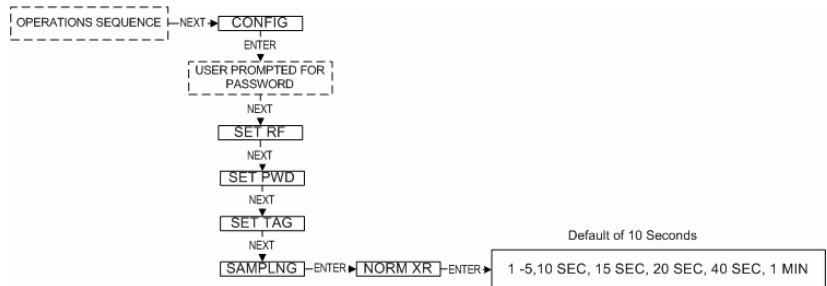 OPERATIONS SEQUENCE
NEXT
CONFIG
ENTER
USER PROMPTED FOR
PASSWORD
NEXT
SET RF
NEXT
SET PWD
NEXT
SET TAG
NEXT
Default of 10 Seconds
SAMPLNG
ENTER
NORM XR
ENTER
1 -5,10 SEC, 15 SEC, 20 SEC, 40 SEC, 1 MIN